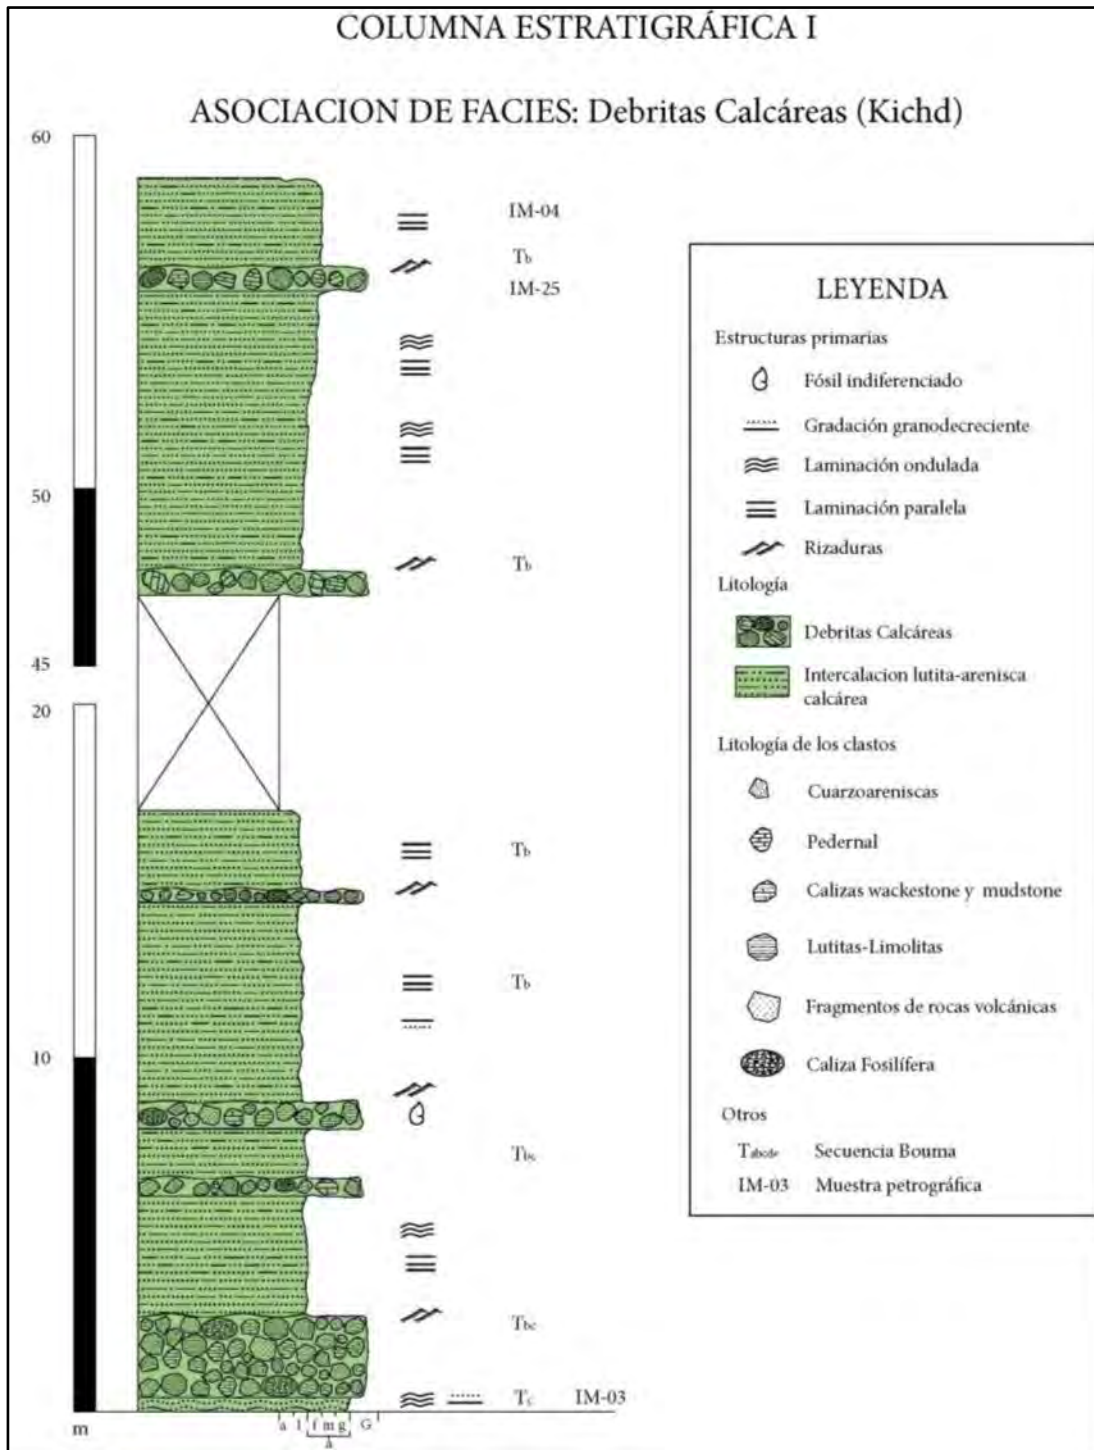 COLUMNA ESTRATIGRÁFICA I
ASOCIACION DE FACIES: Debritas Calcáreas (Kichd)
60
IM-04
Tb
IM-25
50
Tb
45
20
Tb
Tb
10
Tbc
Tbc
Tc IM-03
m
a l f m g G
a
LEYENDA
Estructuras primarias
Fósil indiferenciado
Gradación granodecreciente
Laminación ondulada
Laminación paralela
Rizaduras
Litología
Debritas Calcáreas
Intercalacion lutita-arenisca
calcárea
Litología de los clastos
Cuarzoareniscas
Pedernal
Calizas wackestone y mudstone
Lutitas-Limolitas
Fragmentos de rocas volcánicas
Caliza Fosilífera
Otros
Tabcde Secuencia Bouma
IM-03 Muestra petrográfica